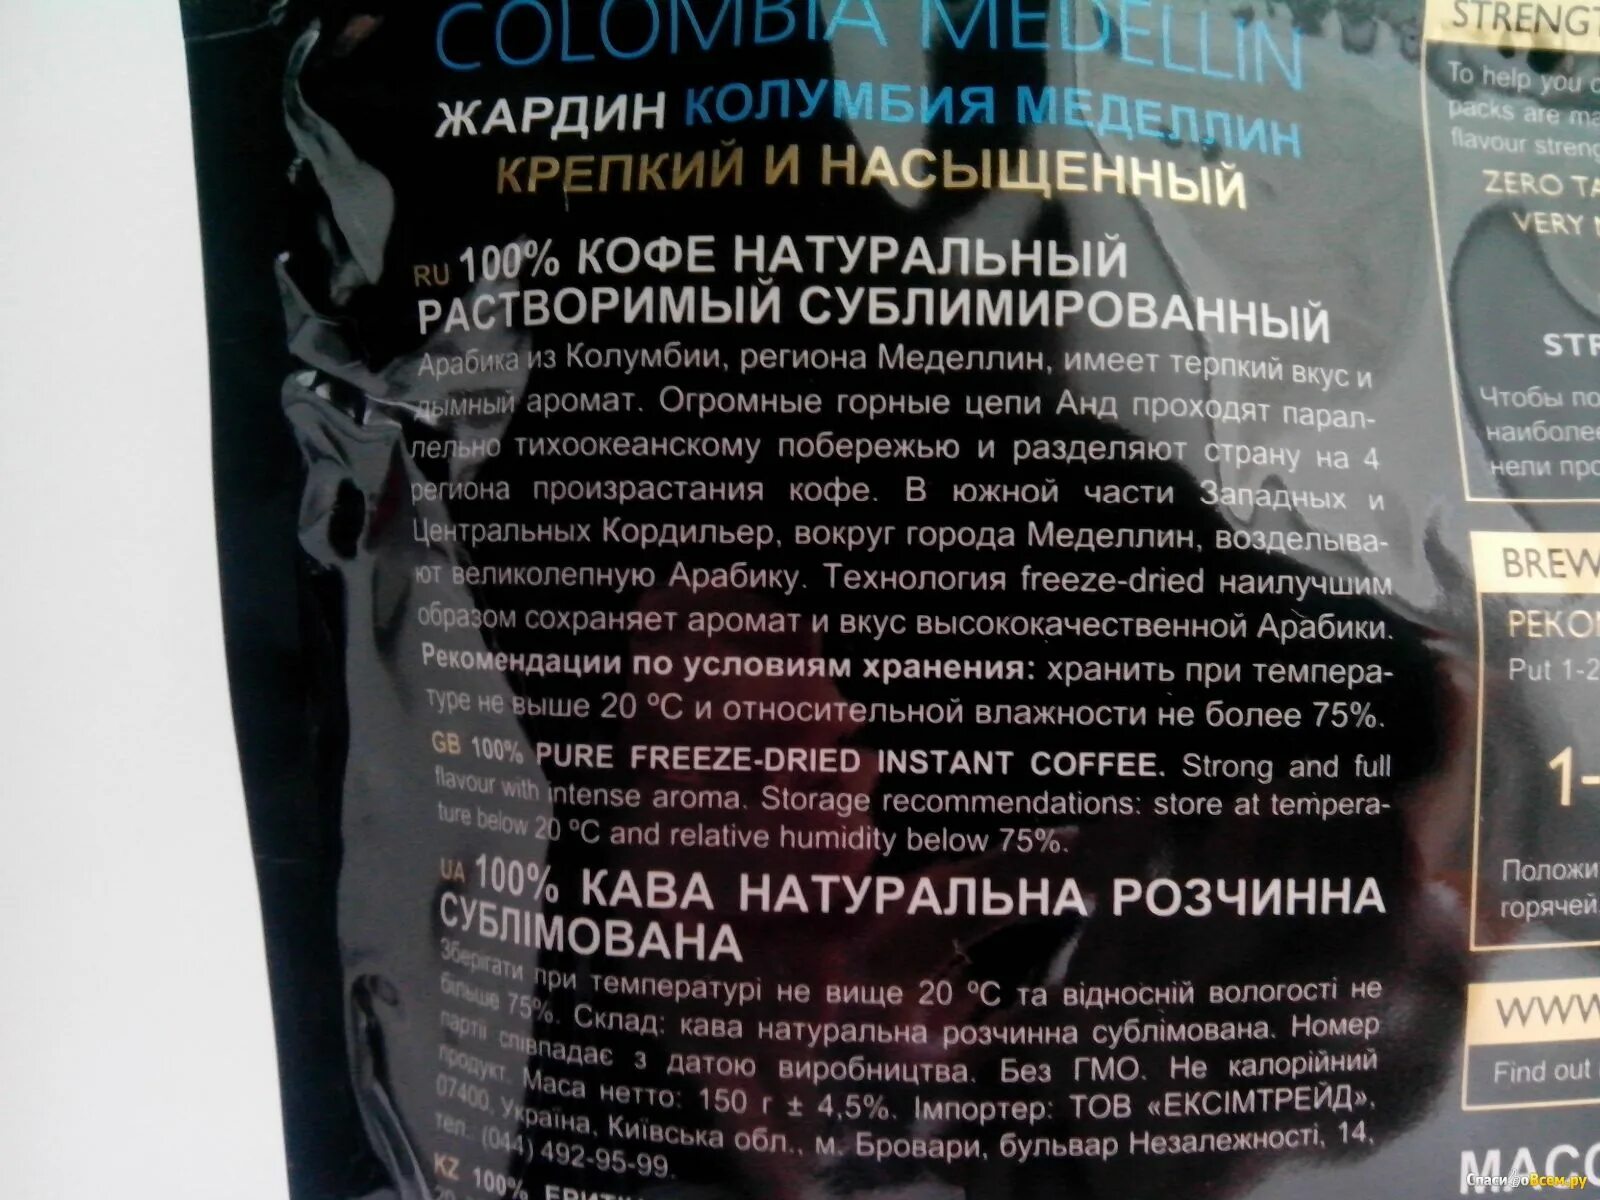 COLOMBIA MEDELLIN
ЖАРДИН КОЛУМБИЯ МЕДЕЛЛИН
КРЕПКИЙ И НАСЫЩЕННЫЙ
RU 100% КОФЕ НАТУРАЛЬНЫЙ
РАСТВОРИМЫЙ СУБЛИМИРОВАННЫЙ
Арабика из Колумбии, региона Меделлин, имеет терпкий вкус и
дымный аромат. Огромные горные цепи Анд проходят парал-
лельно тихоокеанскому побережью и разделяют страну на 4
региона произрастания кофе. В южной части Западных и
Центральных Кордильер, вокруг города Меделлин, возделыва-
ют великолепную Арабику. Технология freeze-dried наилучшим
образом сохраняет аромат и вкус высококачественной Арабики.
Рекомендации по условиям хранения: хранить при темпера-
туре не выше 20 °С и относительной влажности не более 75%.
GB 100% PURE FREEZE-DRIED INSTANT COFFEE. Strong and full
flavour with intense aroma. Storage recommendations: store at tempera-
ture below 20 °C and relative humidity below 75%.
UA 100% КАВА НАТУРАЛЬНА РОЗЧИННА
СУБЛІМОВАНА
Зберігати при температурі не вище 20 °С та відносній вологості не
більше 75%. Склад: кава натуральна розчинна сублімована. Номер
партії співпадає з датою виробництва. Без ГМО. Не калорійний
продукт. Маса нетто: 150 г ± 4,5%. Імпортер: ТОВ «ЕКСІМТРЕЙД»,
07400, Україна, Київська обл., м. Бровари, бульвар Незалежності, 14,
тел.: (044) 492-95-99.
KZ 100%
STRENGT
To help you
packs are ma
flavour streng
ZERO TA
VERY
STR
Чтобы по
наиболее
нели про
BREW
РЕКО
Put 1-2
1-
Положи
горячей
WWW
Find out
МАСС
СпасибоВсем.ру